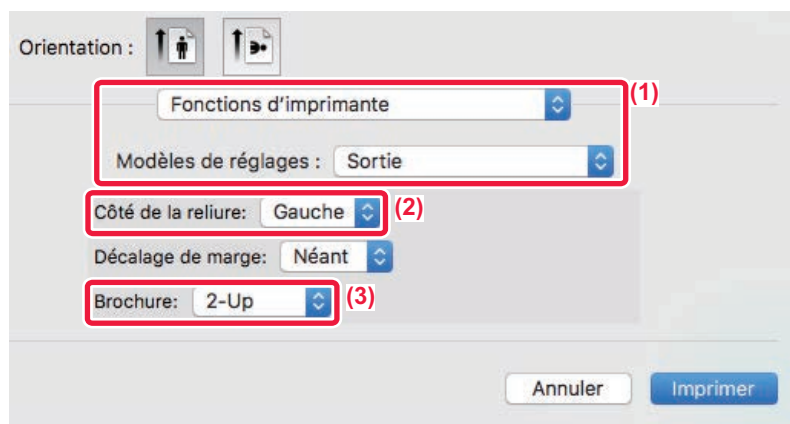 Orientation :
Fonctions d'imprimante
(1)
Modèles de réglages : Sortie
Côté de la reliure: Gauche
(2)
Décalage de marge: Néant
Brochure: 2-Up
(3)
Annuler Imprimer